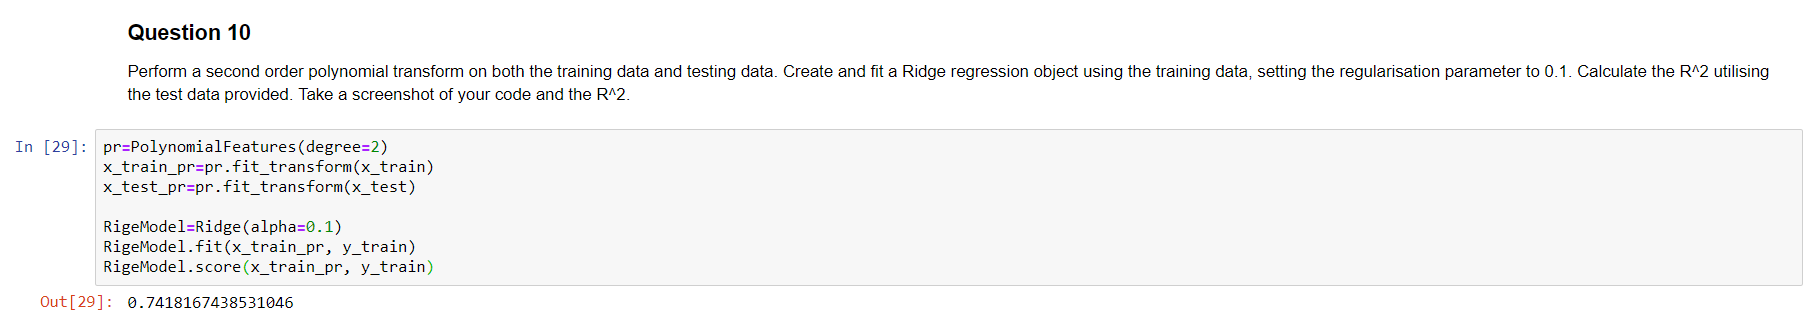 Question 10
Perform a second order polynomial transform on both the training data and testing data. Create and fit a Ridge regression object using the training data, setting the regularisation parameter to 0.1. Calculate the R^2 utilising
the test data provided. Take a screenshot of your code and the R^2.
In [29]: pr=PolynomialFeatures(degree=2)
x_train_pr=pr.fit_transform(x_train)
x_test_pr=pr.fit_transform(x_test)
RigeModel=Ridge(alpha=0.1)
RigeModel.fit(x_train_pr, y_train)
RigeModel.score(x_train_pr, y_train)
Out[29]: 0.7418167438531046